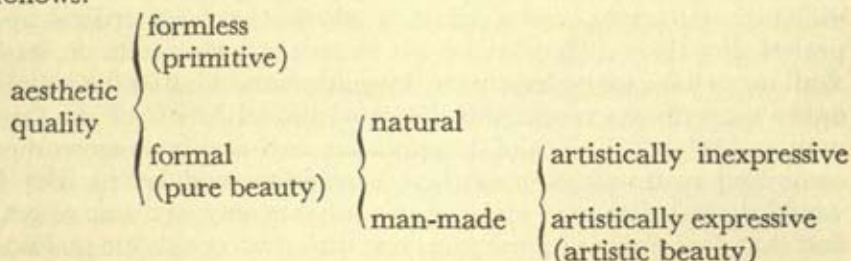 follows:
formless
(primitive)
aesthetic
quality
formal
(pure beauty)
natural
man-made
artistically inexpressive
artistically expressive
(artistic beauty)